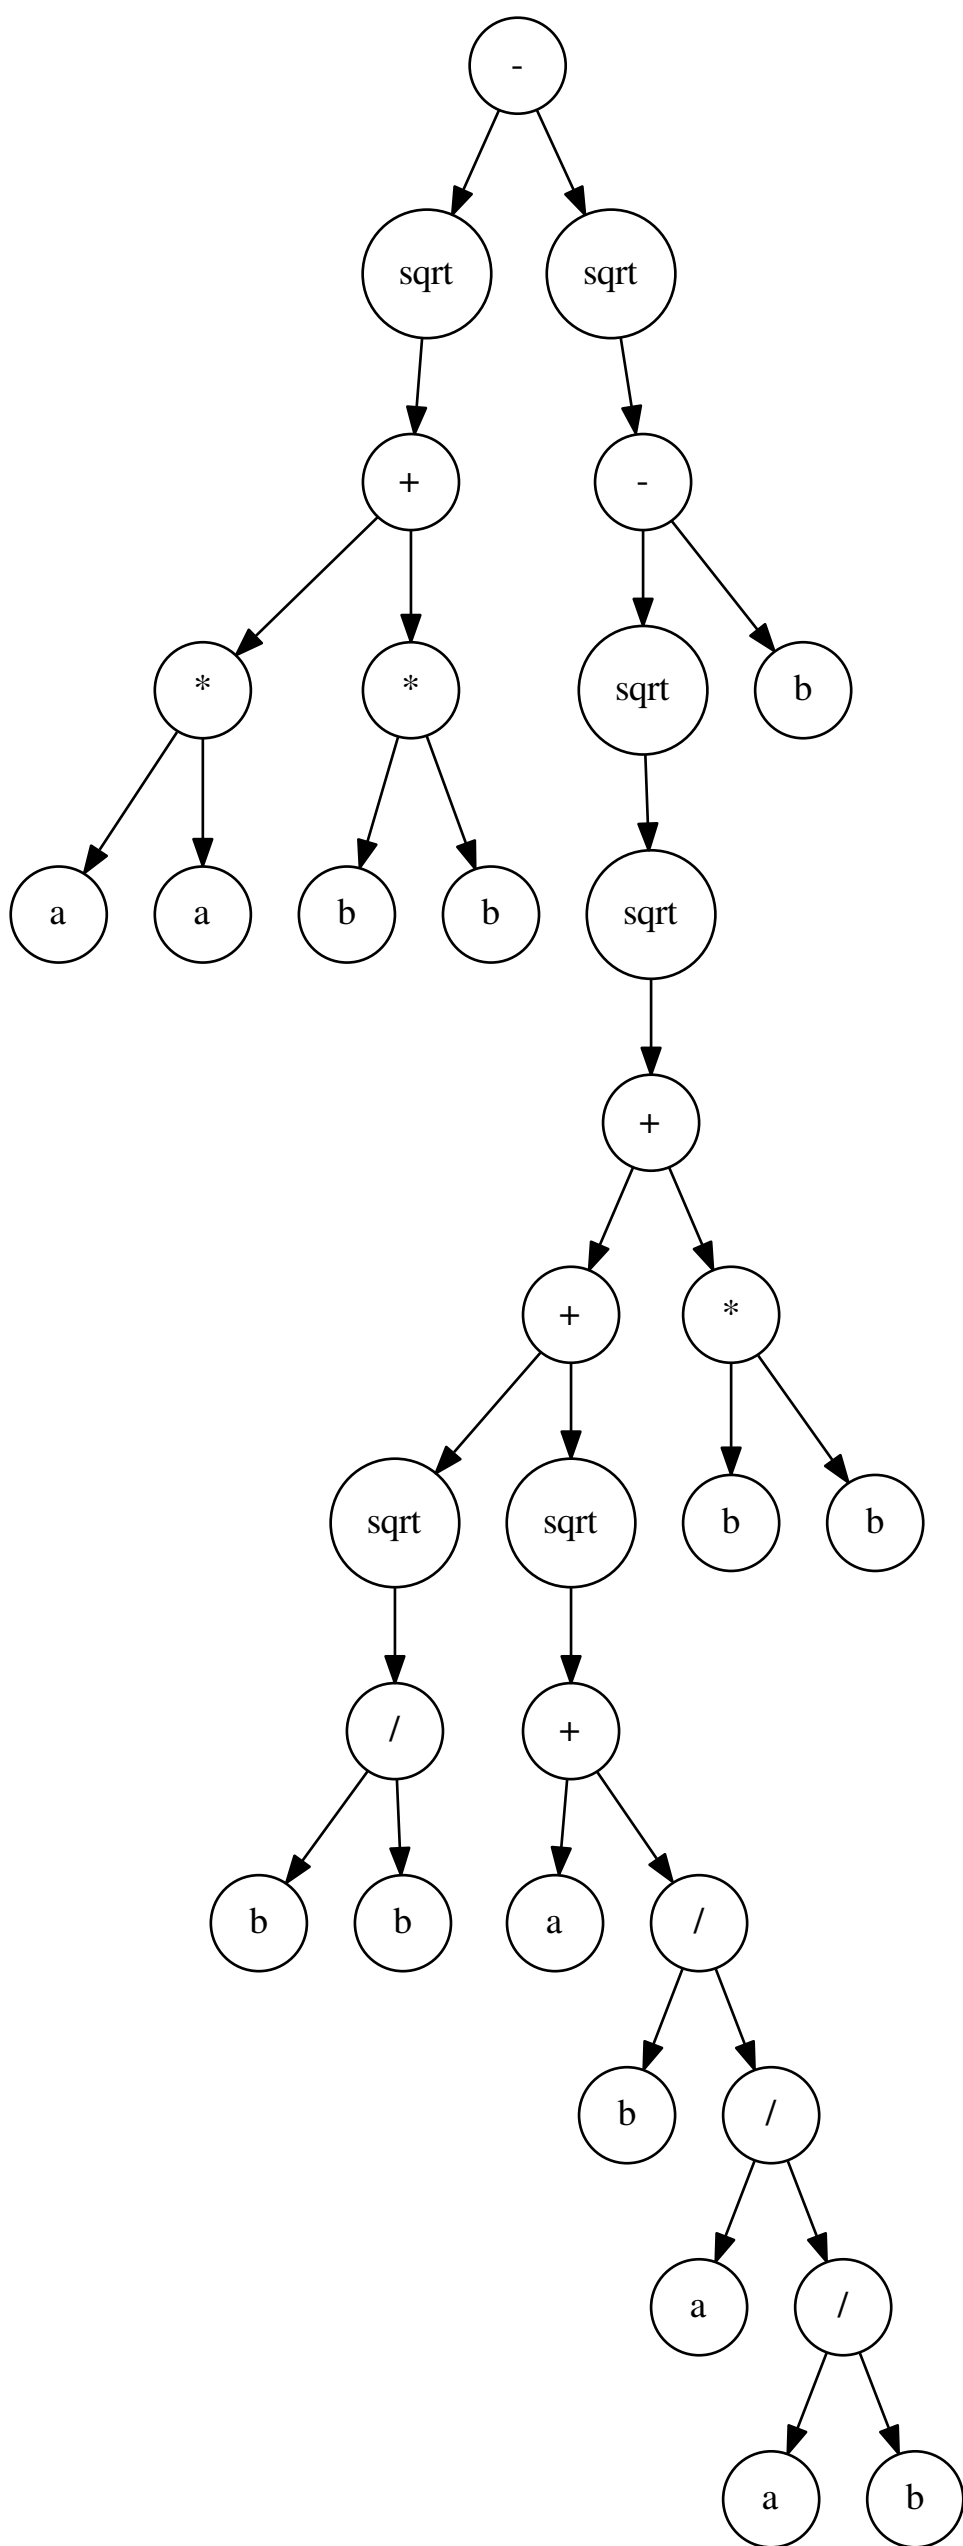 -
sqrt sqrt
+ -
* * sqrt b
a a b b sqrt
+
+ *
sqrt sqrt b b
/ +
b b a /
b /
a /
a b